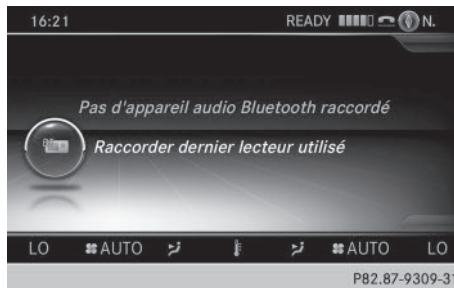 16:21 READY N.
Pas d'appareil audio Bluetooth raccordé
Raccorder dernier lecteur utilisé
LO AUTO AUTO LO
P82.87-9309-31